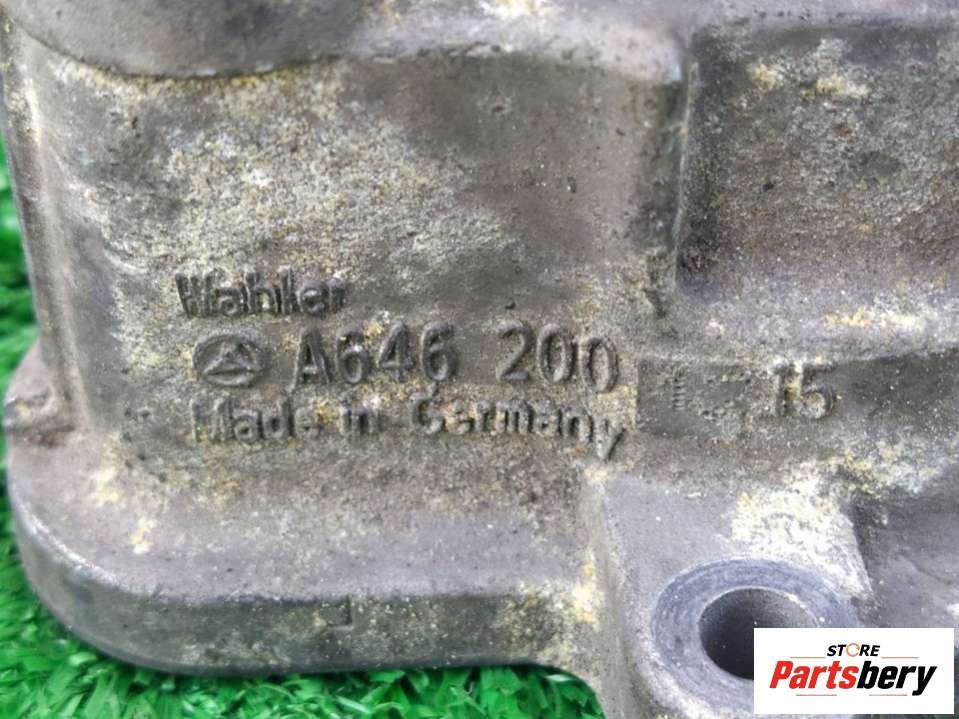 Wahler
A646 200 15
Made in Germany
STORE
Partsbery